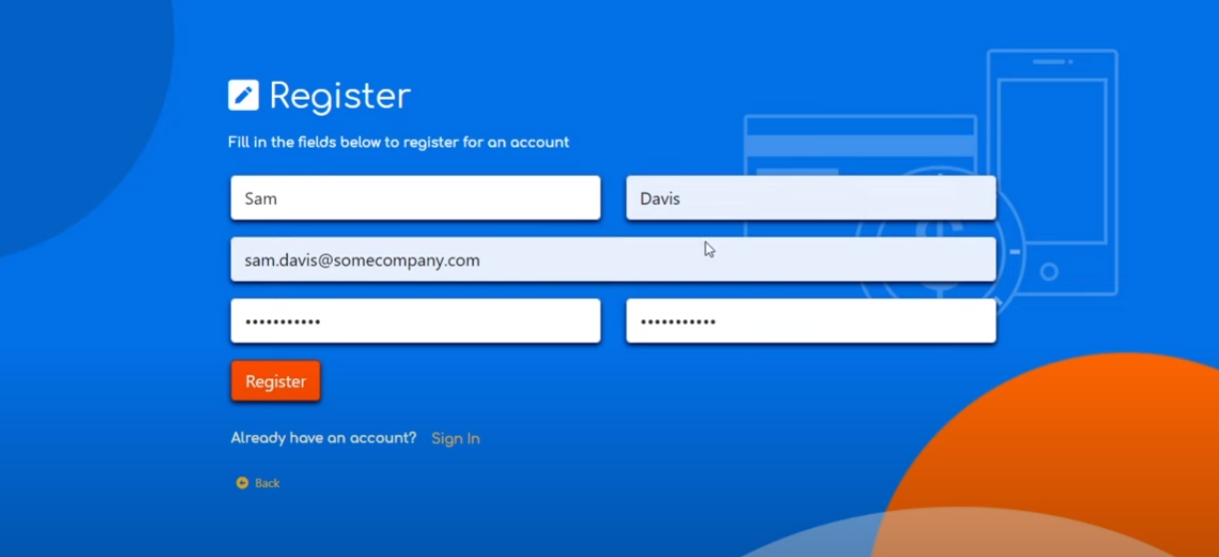 Register
Fill in the fields below to register for an account
Sam Davis
sam.davis@somecompany.com
••••••••••• •••••••••••
Register
Already have an account? Sign In
Back